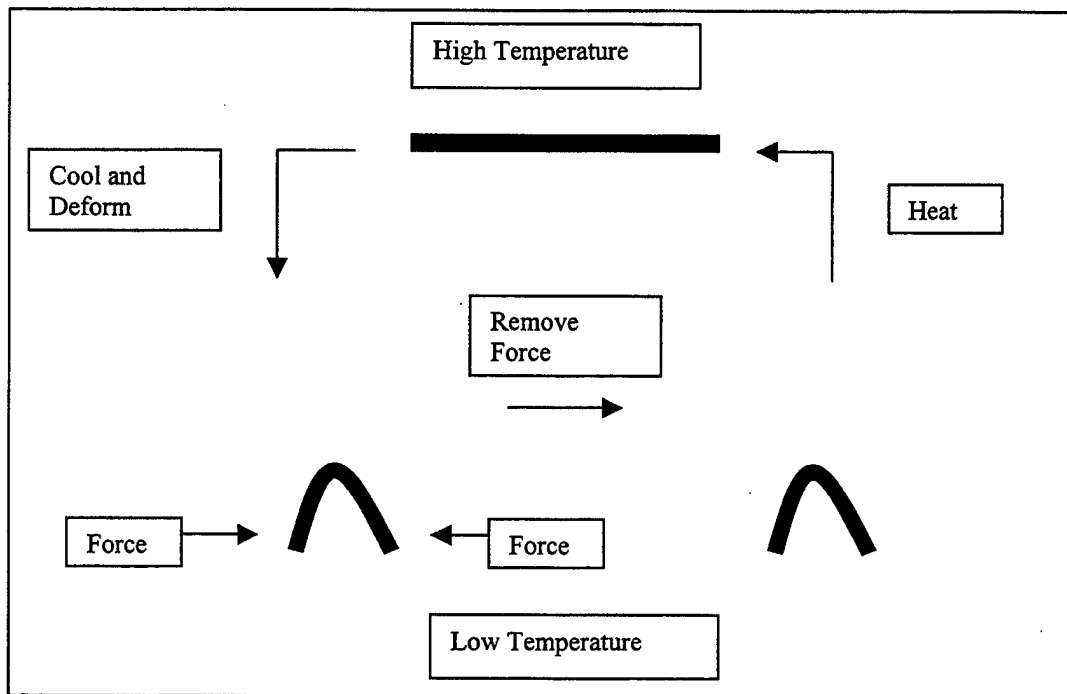 High Temperature
Cool and
Deform
Heat
Remove
Force
Force
Force
Low Temperature